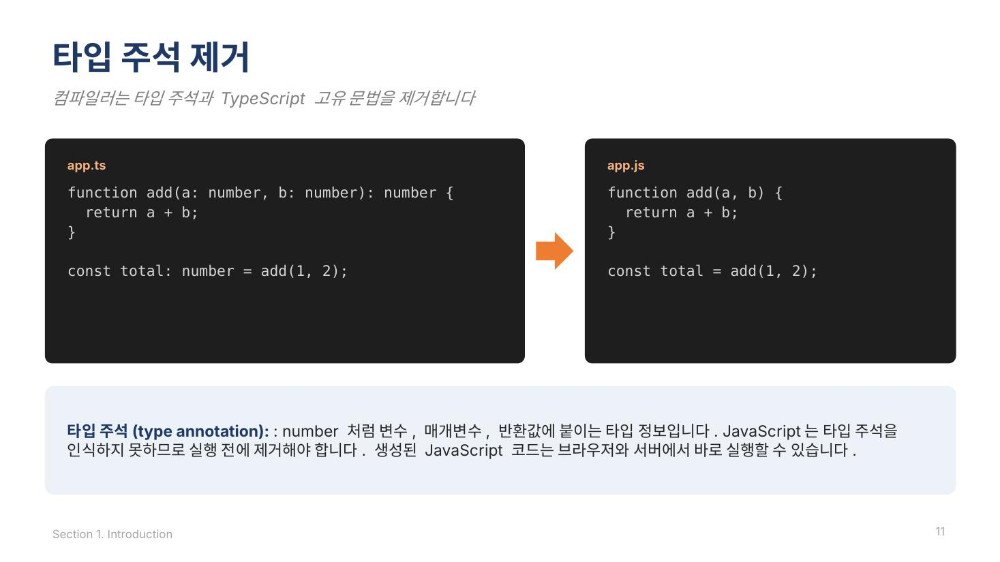 타입 주석 제거
컴파일러는 타입 주석과 TypeScript 고유 문법을 제거합니다
app.ts
function add(a: number, b: number): number {
  return a + b;
}
const total: number = add(1, 2);
app.js
function add(a, b) {
  return a + b;
}
const total = add(1, 2);
타입 주석 (type annotation): : number 처럼 변수 , 매개변수 , 반환값에 붙이는 타입 정보입니다 . JavaScript 는 타입 주석을
인식하지 못하므로 실행 전에 제거해야 합니다 . 생성된 JavaScript 코드는 브라우저와 서버에서 바로 실행할 수 있습니다 .
Section 1. Introduction
11